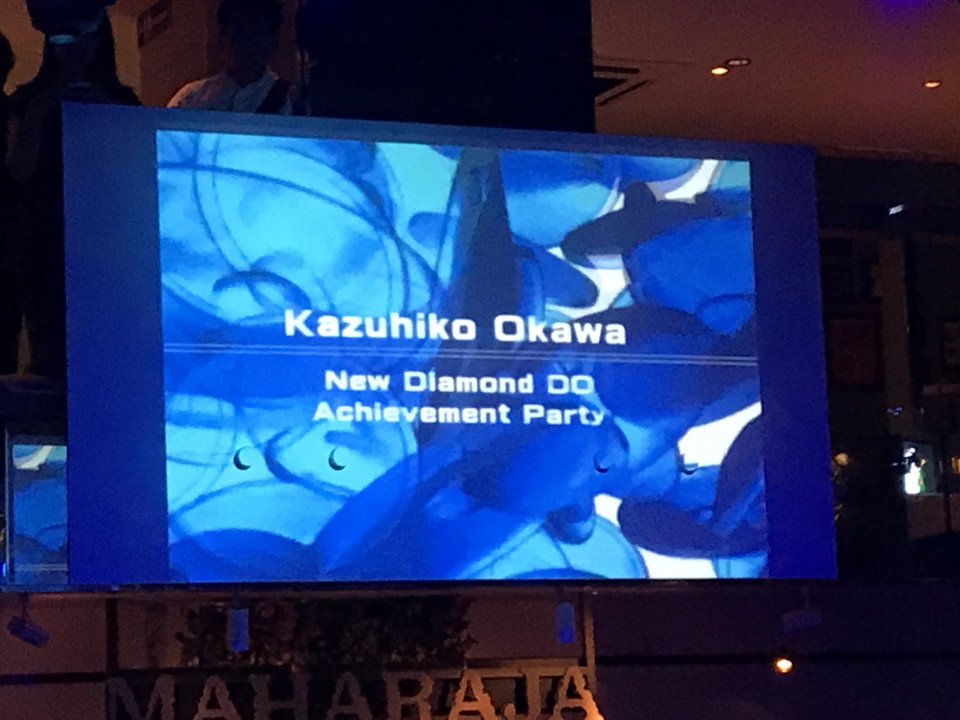 Kazuhiko Okawa
New Diamond DD
Achievement Party
MAHARAJA